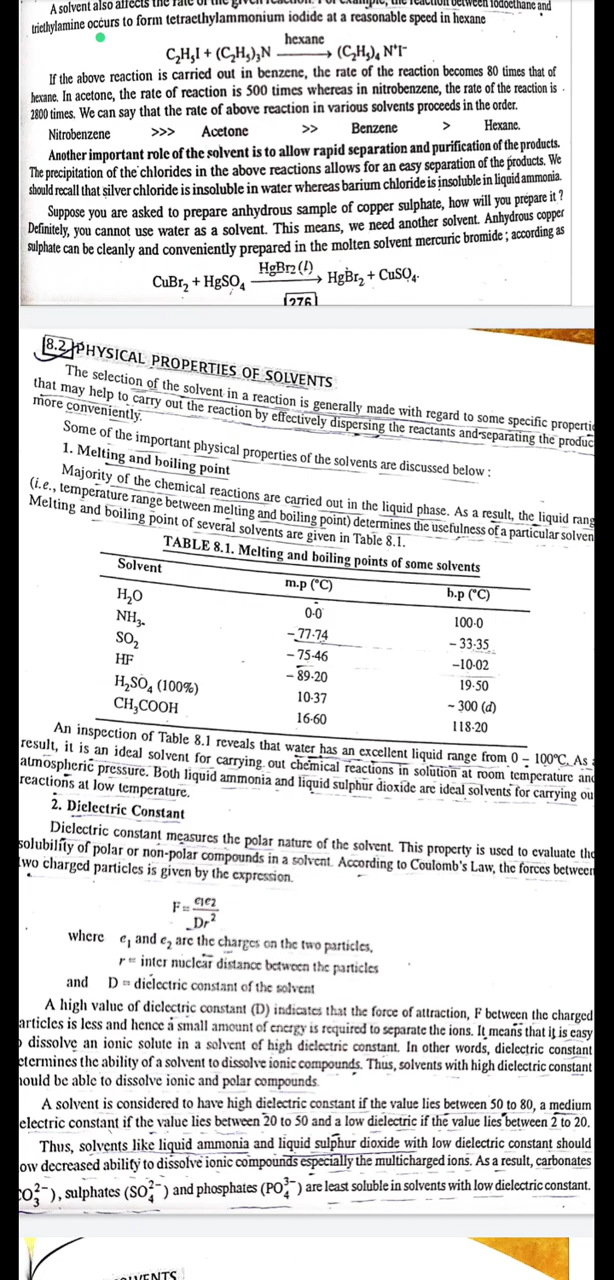 A solvent also affects the rate of the given reaction. For example, the reaction between iodoethane and
triethylamine occurs to form tetraethylammonium iodide at a reasonable speed in hexane
C₂H₅I + (C₂H₅)₃N —hexane→ (C₂H₅)₄ N⁺I⁻
If the above reaction is carried out in benzene, the rate of the reaction becomes 80 times that of
hexane. In acetone, the rate of reaction is 500 times whereas in nitrobenzene, the rate of the reaction is
2800 times. We can say that the rate of above reaction in various solvents proceeds in the order.
Nitrobenzene >>> Acetone >> Benzene > Hexane.
Another important role of the solvent is to allow rapid separation and purification of the products.
The precipitation of the chlorides in the above reactions allows for an easy separation of the products. We
should recall that silver chloride is insoluble in water whereas barium chloride is insoluble in liquid ammonia.
Suppose you are asked to prepare anhydrous sample of copper sulphate, how will you prepare it ?
Definitely, you cannot use water as a solvent. This means, we need another solvent. Anhydrous copper
sulphate can be cleanly and conveniently prepared in the molten solvent mercuric bromide ; according as
CuBr₂ + HgSO₄ —HgBr₂ (l)→ HgBr₂ + CuSO₄.
276
8.2 PHYSICAL PROPERTIES OF SOLVENTS
The selection of the solvent in a reaction is generally made with regard to some specific properti
that may help to carry out the reaction by effectively dispersing the reactants and separating the produc
more conveniently.
Some of the important physical properties of the solvents are discussed below :
1. Melting and boiling point
Majority of the chemical reactions are carried out in the liquid phase. As a result, the liquid rang
(i.e., temperature range between melting and boiling point) determines the usefulness of a particular solven
Melting and boiling point of several solvents are given in Table 8.1.
TABLE 8.1. Melting and boiling points of some solvents
Solvent m.p (°C) b.p (°C)
H₂O 0·0 100·0
NH₃ – 77·74 – 33·35
SO₂ – 75·46 –10·02
HF – 89·20 19·50
H₂SO₄ (100%) 10·37 ~ 300 (d)
CH₃COOH 16·60 118·20
An inspection of Table 8.1 reveals that water has an excellent liquid range from 0 – 100°C. As
result, it is an ideal solvent for carrying out chemical reactions in solution at room temperature and
atmospheric pressure. Both liquid ammonia and liquid sulphur dioxide are ideal solvents for carrying ou
reactions at low temperature.
2. Dielectric Constant
Dielectric constant measures the polar nature of the solvent. This property is used to evaluate the
solubility of polar or non-polar compounds in a solvent. According to Coulomb's Law, the forces between
two charged particles is given by the expression.
F = e₁e₂ / Dr²
where e₁ and e₂ are the charges on the two particles,
r = inter nuclear distance between the particles
and D = dielectric constant of the solvent
A high value of dielectric constant (D) indicates that the force of attraction, F between the charged
articles is less and hence a small amount of energy is required to separate the ions. It means that it is easy
dissolve an ionic solute in a solvent of high dielectric constant. In other words, dielectric constant
etermines the ability of a solvent to dissolve ionic compounds. Thus, solvents with high dielectric constant
hould be able to dissolve ionic and polar compounds.
A solvent is considered to have high dielectric constant if the value lies between 50 to 80, a medium
electric constant if the value lies between 20 to 50 and a low dielectric if the value lies between 2 to 20.
Thus, solvents like liquid ammonia and liquid sulphur dioxide with low dielectric constant should
ow decreased ability to dissolve ionic compounds especially the multicharged ions. As a result, carbonates
CO₃²⁻), sulphates (SO₄²⁻) and phosphates (PO₄³⁻) are least soluble in solvents with low dielectric constant.
OLVENTS